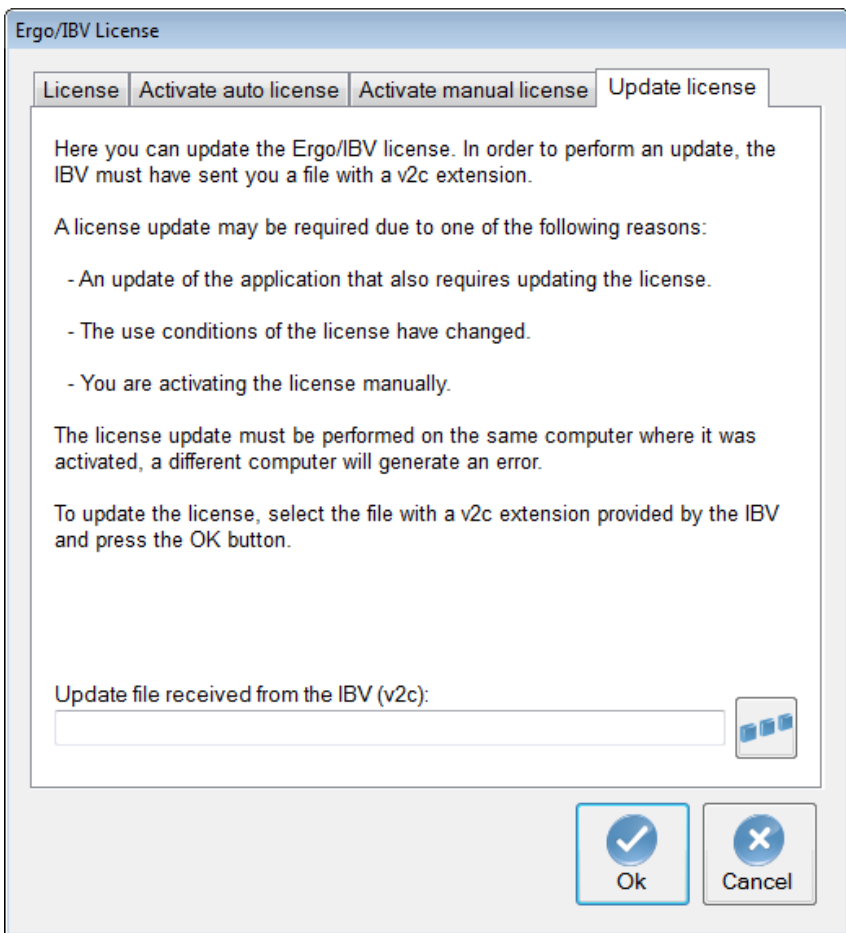 Ergo/IBV License
License
Activate auto license
Activate manual license
Update license
Here you can update the Ergo/IBV license. In order to perform an update, the
IBV must have sent you a file with a v2c extension.
A license update may be required due to one of the following reasons:
- An update of the application that also requires updating the license.
- The use conditions of the license have changed.
- You are activating the license manually.
The license update must be performed on the same computer where it was
activated, a different computer will generate an error.
To update the license, select the file with a v2c extension provided by the IBV
and press the OK button.
Update file received from the IBV (v2c):
Ok
Cancel